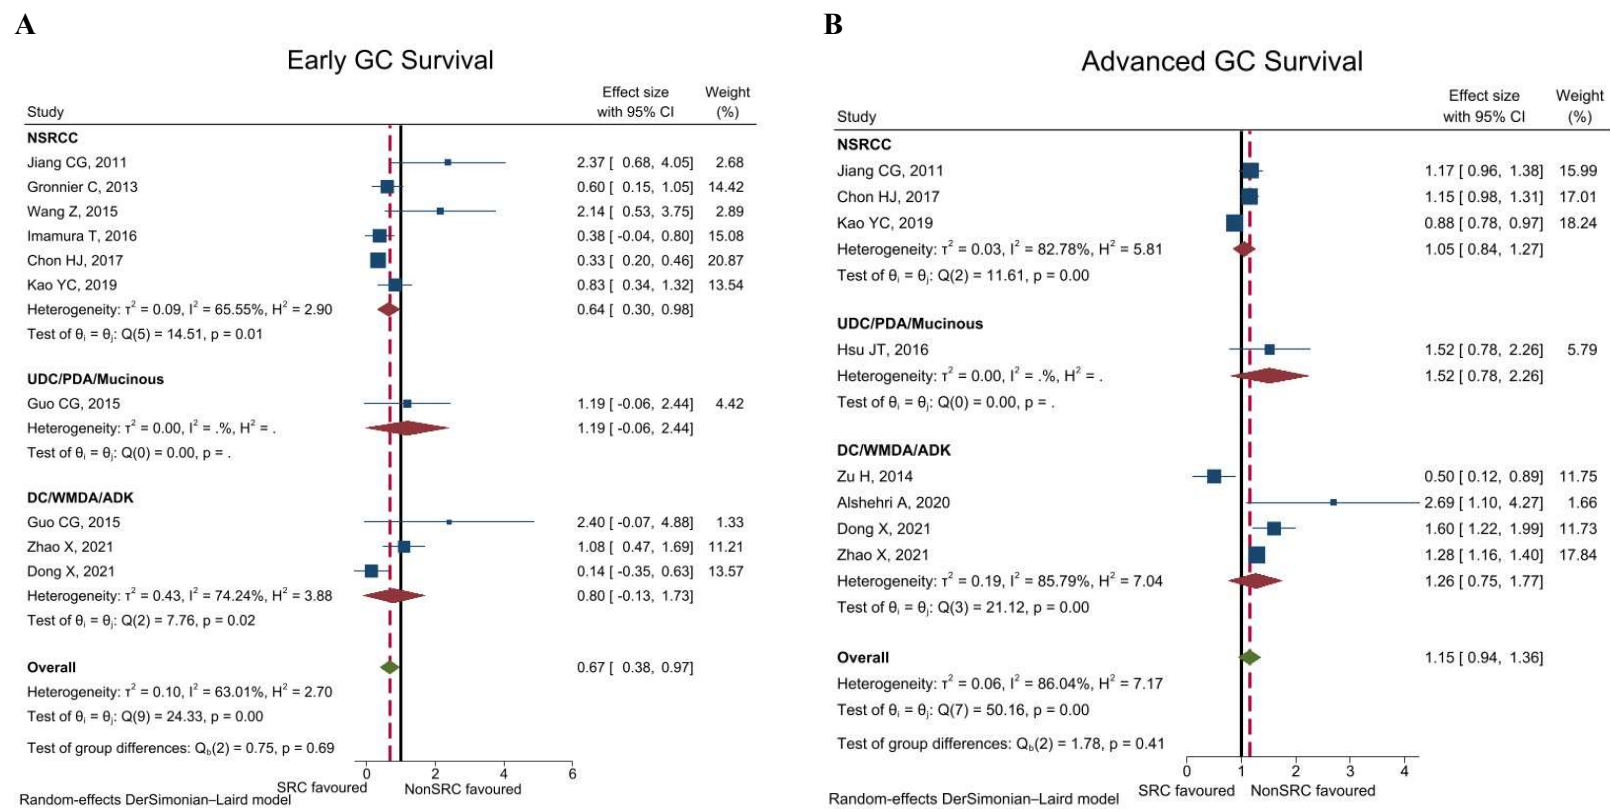 A
Early GC Survival
Effect size Weight
Study with 95% CI (%)
NSRCC
Jiang CG, 2011 2.37 [ 0.68, 4.05] 2.68
Gronnier C, 2013 0.60 [ 0.15, 1.05] 14.42
Wang Z, 2015 2.14 [ 0.53, 3.75] 2.89
Imamura T, 2016 0.38 [ -0.04, 0.80] 15.08
Chon HJ, 2017 0.33 [ 0.20, 0.46] 20.87
Kao YC, 2019 0.83 [ 0.34, 1.32] 13.54
Heterogeneity: τ² = 0.09, I² = 65.55%, H² = 2.90 0.64 [ 0.30, 0.98]
Test of θᵢ = θⱼ: Q(5) = 14.51, p = 0.01
UDC/PDA/Mucinous
Guo CG, 2015 1.19 [ -0.06, 2.44] 4.42
Heterogeneity: τ² = 0.00, I² = .%, H² = . 1.19 [ -0.06, 2.44]
Test of θᵢ = θⱼ: Q(0) = 0.00, p = .
DC/WMDA/ADK
Guo CG, 2015 2.40 [ -0.07, 4.88] 1.33
Zhao X, 2021 1.08 [ 0.47, 1.69] 11.21
Dong X, 2021 0.14 [ -0.35, 0.63] 13.57
Heterogeneity: τ² = 0.43, I² = 74.24%, H² = 3.88 0.80 [ -0.13, 1.73]
Test of θᵢ = θⱼ: Q(2) = 7.76, p = 0.02
Overall 0.67 [ 0.38, 0.97]
Heterogeneity: τ² = 0.10, I² = 63.01%, H² = 2.70
Test of θᵢ = θⱼ: Q(9) = 24.33, p = 0.00
Test of group differences: Q_b(2) = 0.75, p = 0.69
0 2 4 6
SRC favoured NonSRC favoured
Random-effects DerSimonian–Laird model
B
Advanced GC Survival
Effect size Weight
Study with 95% CI (%)
NSRCC
Jiang CG, 2011 1.17 [ 0.96, 1.38] 15.99
Chon HJ, 2017 1.15 [ 0.98, 1.31] 17.01
Kao YC, 2019 0.88 [ 0.78, 0.97] 18.24
Heterogeneity: τ² = 0.03, I² = 82.78%, H² = 5.81 1.05 [ 0.84, 1.27]
Test of θᵢ = θⱼ: Q(2) = 11.61, p = 0.00
UDC/PDA/Mucinous
Hsu JT, 2016 1.52 [ 0.78, 2.26] 5.79
Heterogeneity: τ² = 0.00, I² = .%, H² = . 1.52 [ 0.78, 2.26]
Test of θᵢ = θⱼ: Q(0) = 0.00, p = .
DC/WMDA/ADK
Zu H, 2014 0.50 [ 0.12, 0.89] 11.75
Alshehri A, 2020 2.69 [ 1.10, 4.27] 1.66
Dong X, 2021 1.60 [ 1.22, 1.99] 11.73
Zhao X, 2021 1.28 [ 1.16, 1.40] 17.84
Heterogeneity: τ² = 0.19, I² = 85.79%, H² = 7.04 1.26 [ 0.75, 1.77]
Test of θᵢ = θⱼ: Q(3) = 21.12, p = 0.00
Overall 1.15 [ 0.94, 1.36]
Heterogeneity: τ² = 0.06, I² = 86.04%, H² = 7.17
Test of θᵢ = θⱼ: Q(7) = 50.16, p = 0.00
Test of group differences: Q_b(2) = 1.78, p = 0.41
0 1 2 3 4
SRC favoured NonSRC favoured
Random-effects DerSimonian–Laird model